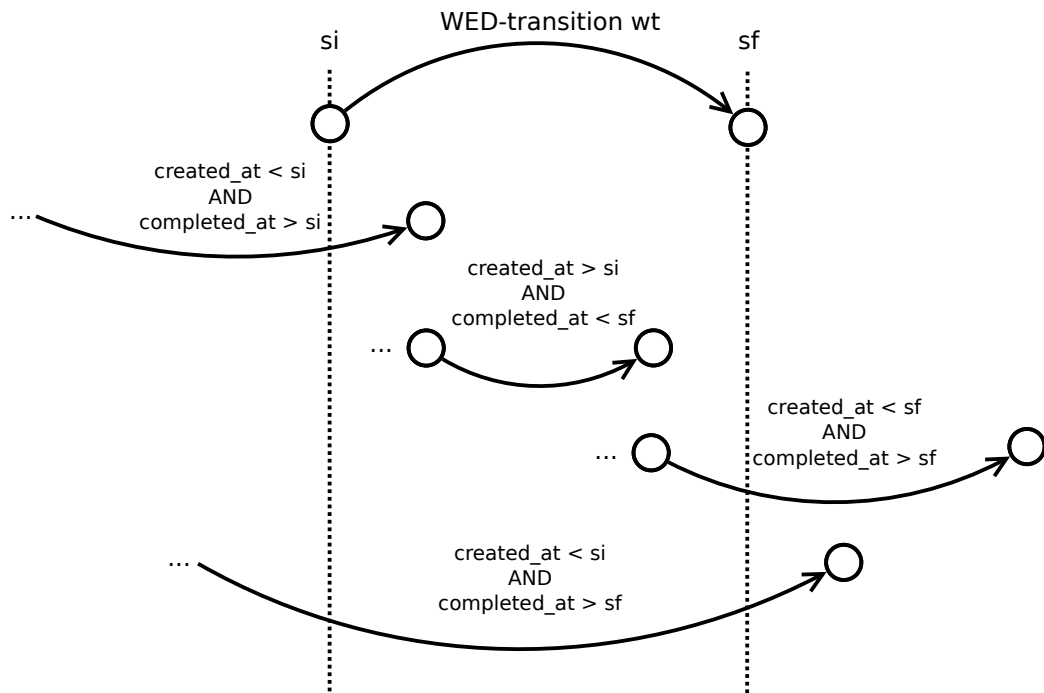 WED-transition wt
si
sf
created_at < si
AND
completed_at > si
...
created_at > si
AND
completed_at < sf
...
created_at < sf
AND
completed_at > sf
...
created_at < si
AND
completed_at > sf
...